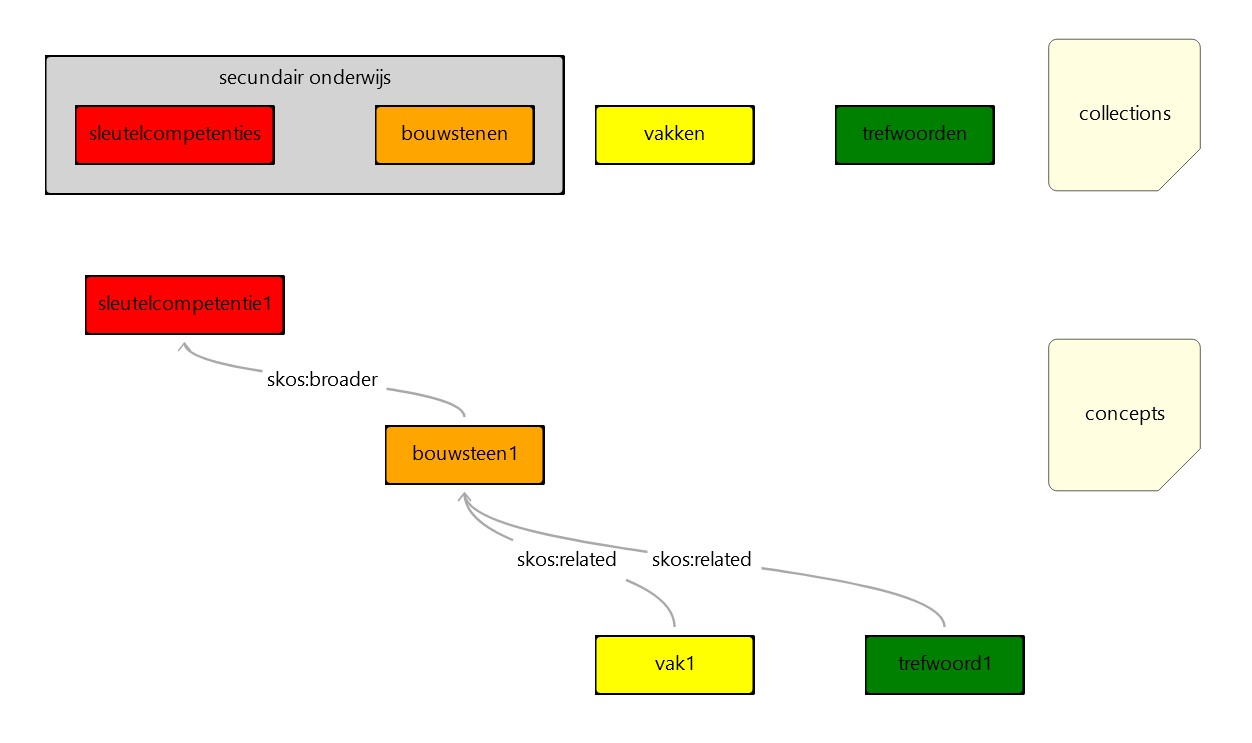 secundair onderwijs
sleutelcompetenties
bouwstenen
vakken
trefwoorden
collections
sleutelcompetentie1
skos:broader
concepts
bouwsteen1
skos:related
skos:related
vak1
trefwoord1